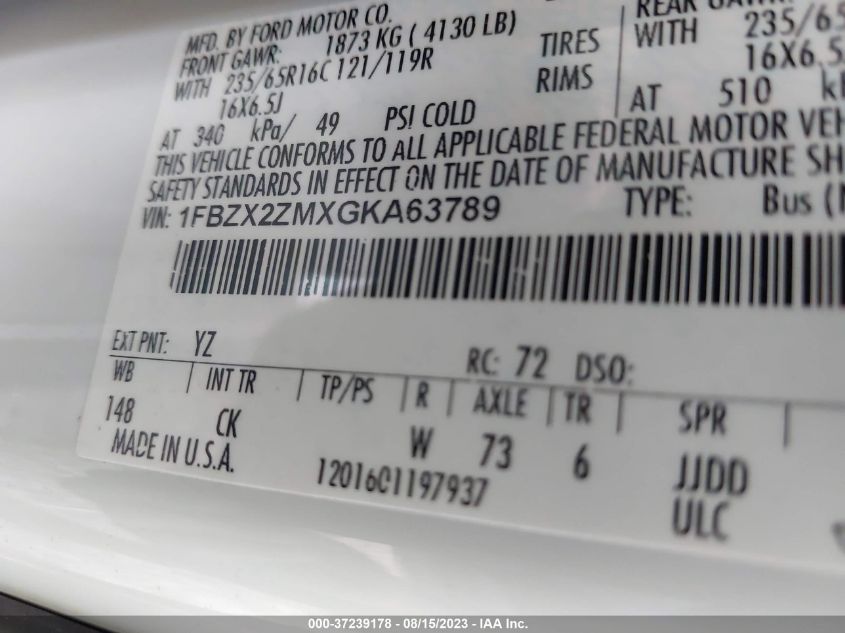 MFD. BY FORD MOTOR CO.
FRONT GAWR: 1873 KG ( 4130 LB)
WITH 235/65R16C 121/119R TIRES
16X6.5J RIMS
AT 340 kPa/ 49 PSI COLD
REAR
WITH 235/65
16X6.5
AT 510
THIS VEHICLE CONFORMS TO ALL APPLICABLE FEDERAL MOTOR VEH
SAFETY STANDARDS IN EFFECT ON THE DATE OF MANUFACTURE SH
VIN: 1FBZX2ZMXGKA63789 TYPE: Bus (
EXT PNT: YZ RC: 72 DSO:
WB | INT TR | TP/PS | R | AXLE | TR | SPR |
148 CK W 73 6 JJDD
MADE IN U.S.A. 12016C1197937 ULC
000-37239178 - 08/15/2023 - IAA Inc.